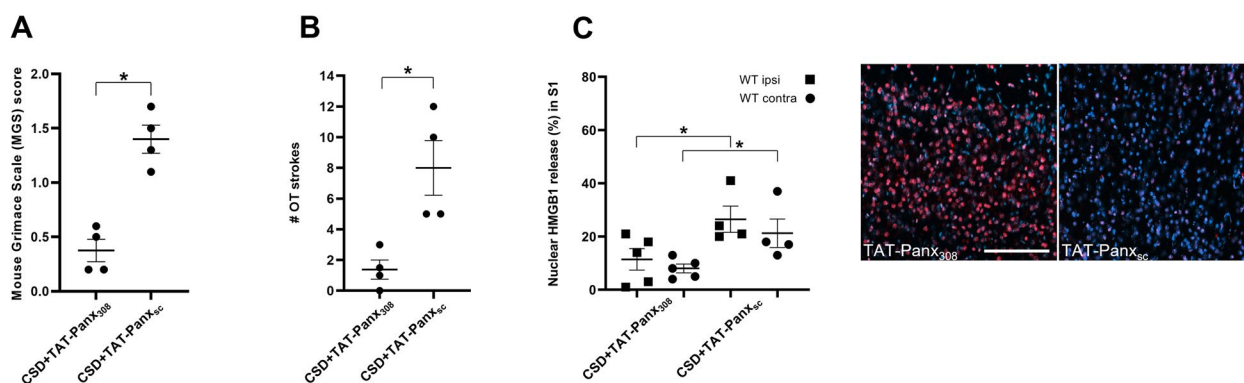 A
Mouse Grimace Scale (MGS) score
2.0
1.5
1.0
0.5
0.0
*
CSD+TAT-Panx308
CSD+TAT-Panxsc
B
# OT strokes
14
12
10
8
6
4
2
0
*
CSD+TAT-Panx308
CSD+TAT-Panxsc
C
Nuclear HMGB1 release (%) in S1
80
60
40
20
0
WT ipsi
WT contra
*
*
CSD+TAT-Panx308
CSD+TAT-Panxsc
TAT-Panx308
TAT-Panxsc